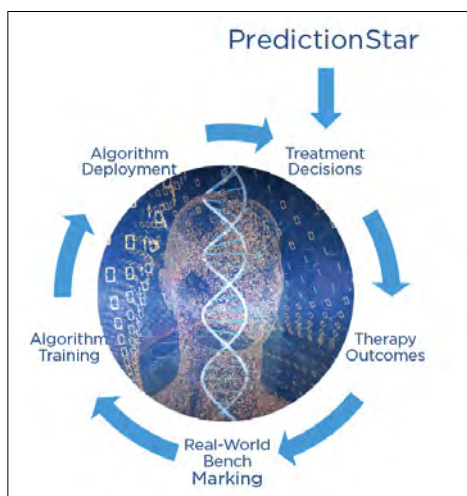 PredictionStar
Algorithm
Deployment
Treatment
Decisions
Algorithm
Training
Therapy
Outcomes
Real-World
Bench
Marking